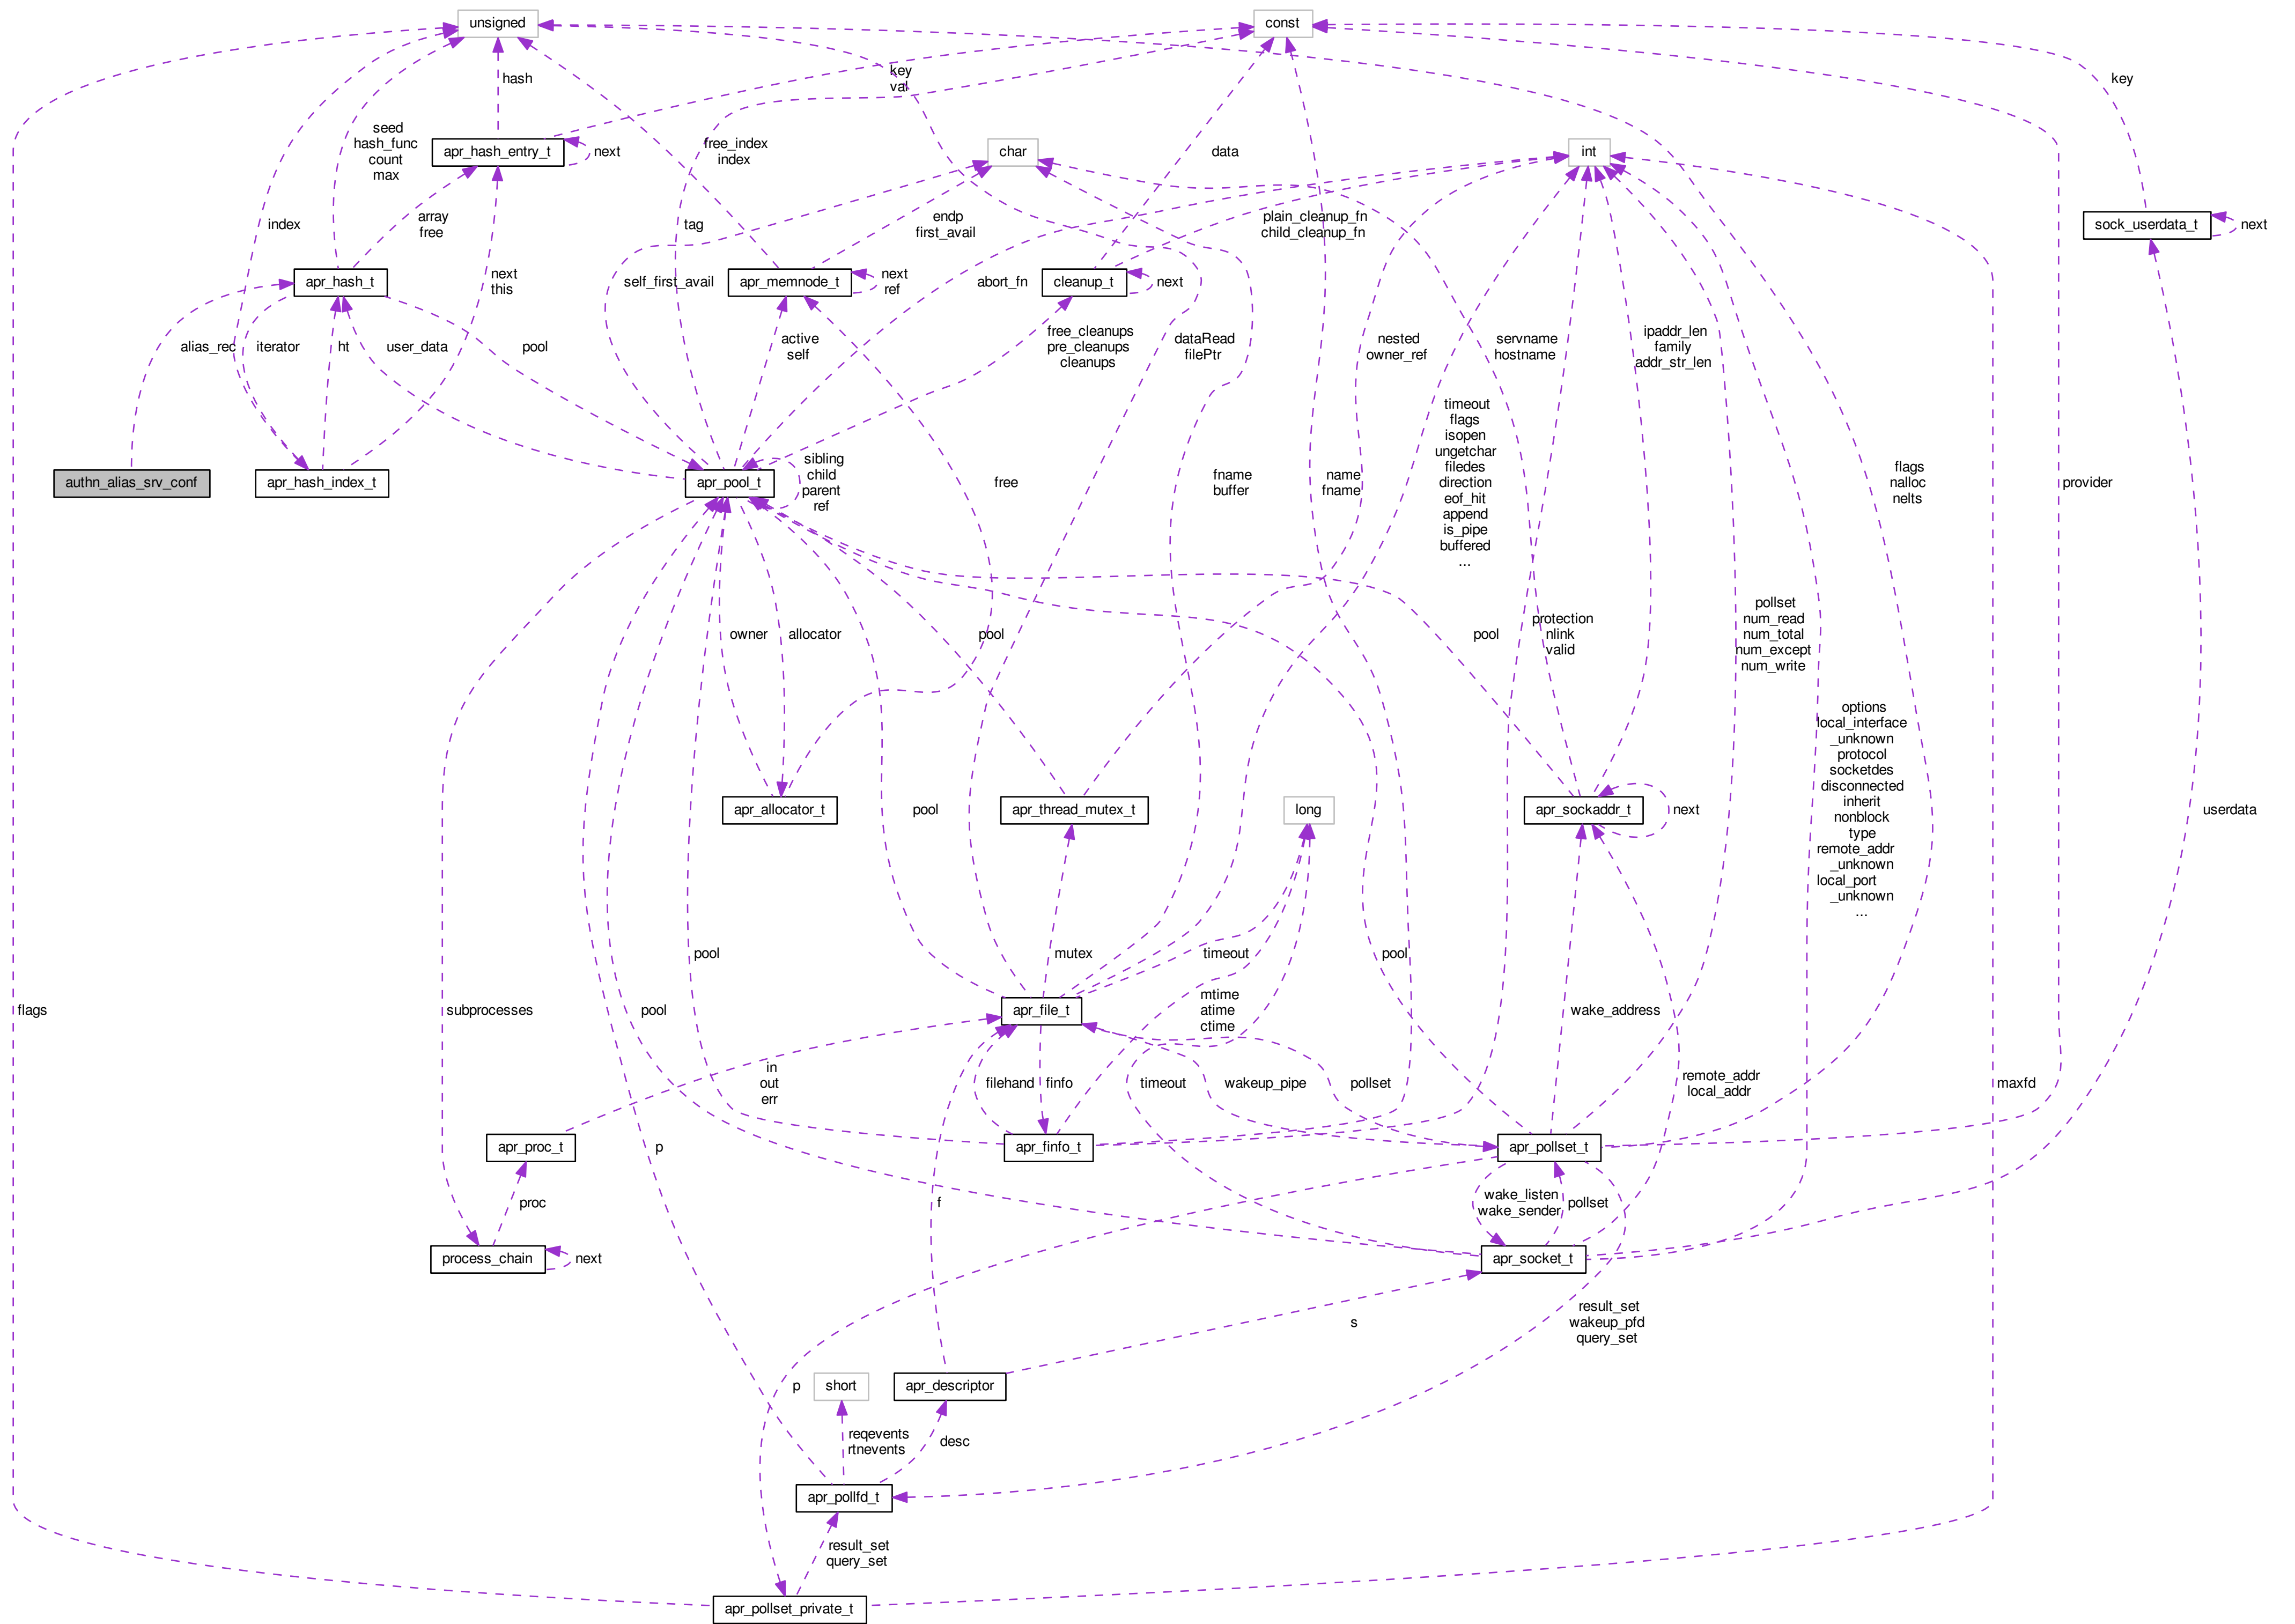 unsigned
const
key
val
hash
key
seed
hash_func
count
max
apr_hash_entry_t
next
free_index
index
char
data
int
index
array
free
tag
endp
first_avail
plain_cleanup_fn
child_cleanup_fn
sock_userdata_t
next
next
this
apr_hash_t
self_first_avail
apr_memnode_t
next
ref
abort_fn
cleanup_t
next
alias_rec
iterator
ht
user_data
pool
active
self
free_cleanups
pre_cleanups
cleanups
dataRead
filePtr
nested
owner_ref
servname
hostname
ipaddr_len
family
addr_str_len
authn_alias_srv_conf
apr_hash_index_t
apr_pool_t
sibling
child
parent
ref
free
fname
buffer
name
fname
timeout
flags
isopen
ungetchar
filedes
direction
eof_hit
append
is_pipe
buffered
...
flags
nalloc
nelts
provider
owner
allocator
pool
pool
protection
nlink
valid
pollset
num_read
num_total
num_except
num_write
apr_allocator_t
pool
apr_thread_mutex_t
long
apr_sockaddr_t
next
options
local_interface
_unknown
protocol
socketdes
disconnected
inherit
nonblock
type
remote_addr
_unknown
local_port
_unknown
...
userdata
pool
mutex
timeout
pool
flags
subprocesses
pool
apr_file_t
mtime
atime
ctime
wake_address
in
out
err
filehand
finfo
timeout
wakeup_pipe
pollset
remote_addr
local_addr
maxfd
apr_proc_t
p
apr_finfo_t
apr_pollset_t
proc
f
wake_listen
wake_sender
pollset
process_chain
next
apr_socket_t
s
result_set
wakeup_pfd
query_set
p
short
apr_descriptor
reqevents
rtnevents
desc
apr_pollfd_t
result_set
query_set
apr_pollset_private_t